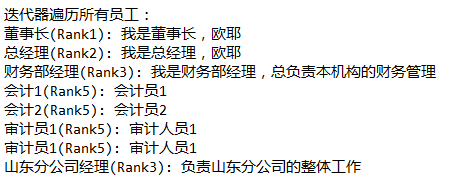 迭代器遍历所有员工：
董事长(Rank1)：我是董事长，欧耶
总经理(Rank2)：我是总经理，欧耶
财务部经理(Rank3)：我是财务部经理，总负责本机构的财务管理
会计1(Rank5)：会计员1
会计2(Rank5)：会计员2
审计员1(Rank5)：审计人员1
审计员1(Rank5)：审计人员1
山东分公司经理(Rank3)：负责山东分公司的整体工作